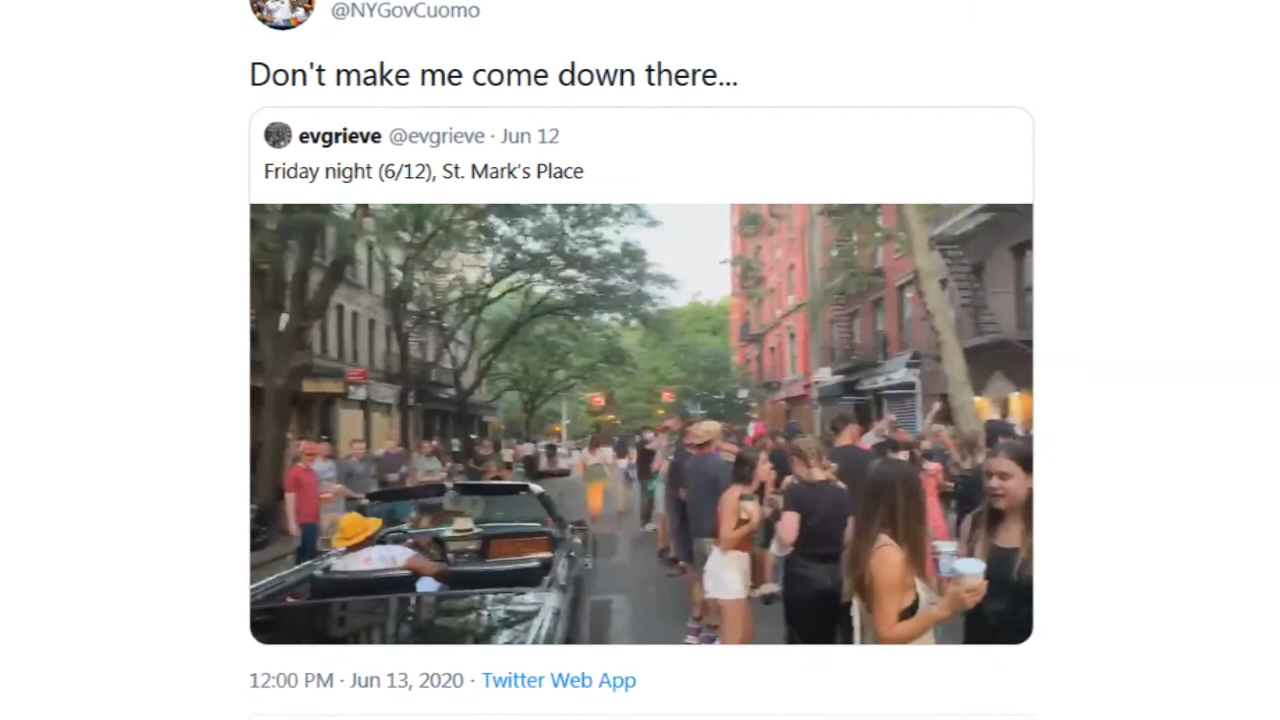 @NYGovCuomo
Don't make me come down there...
evgrieve @evgrieve · Jun 12
Friday night (6/12), St. Mark's Place
12:00 PM · Jun 13, 2020 · Twitter Web App